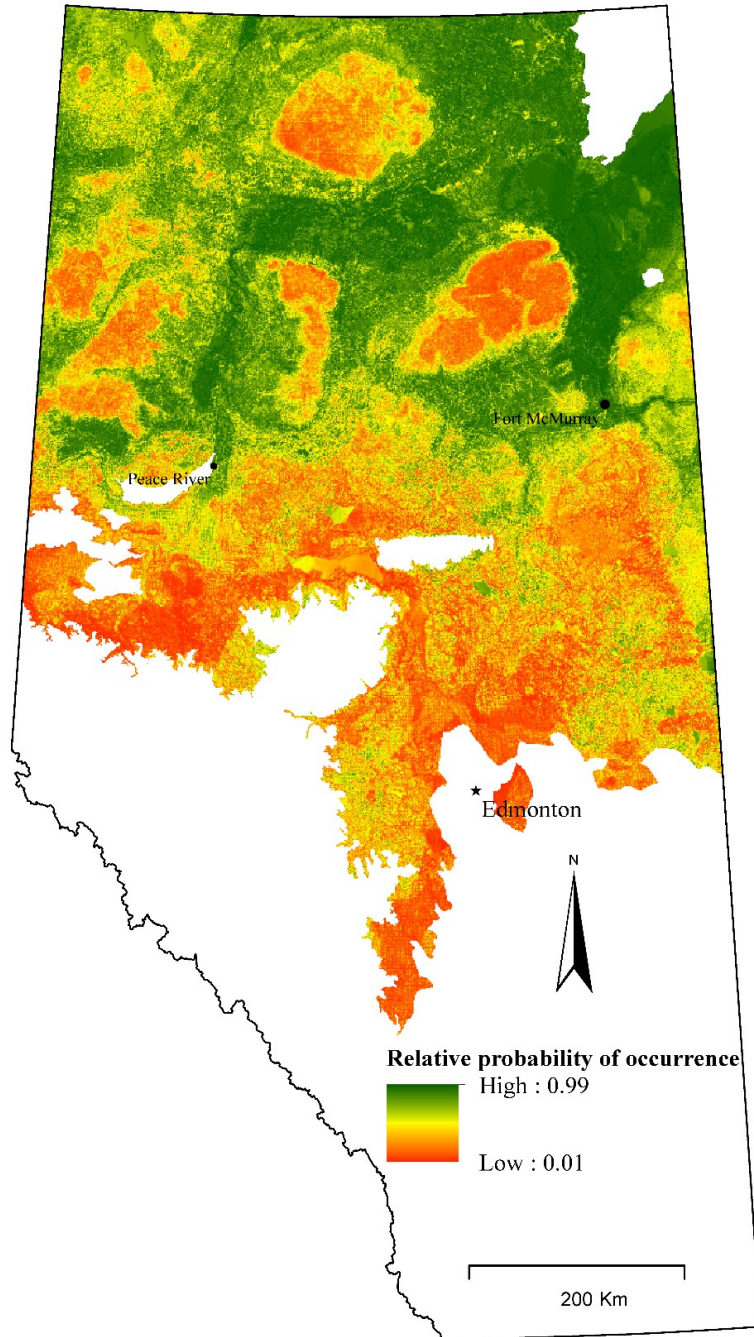 Fort McMurray
Peace River
Edmonton
N
Relative probability of occurrence
High : 0.99
Low : 0.01
200 Km